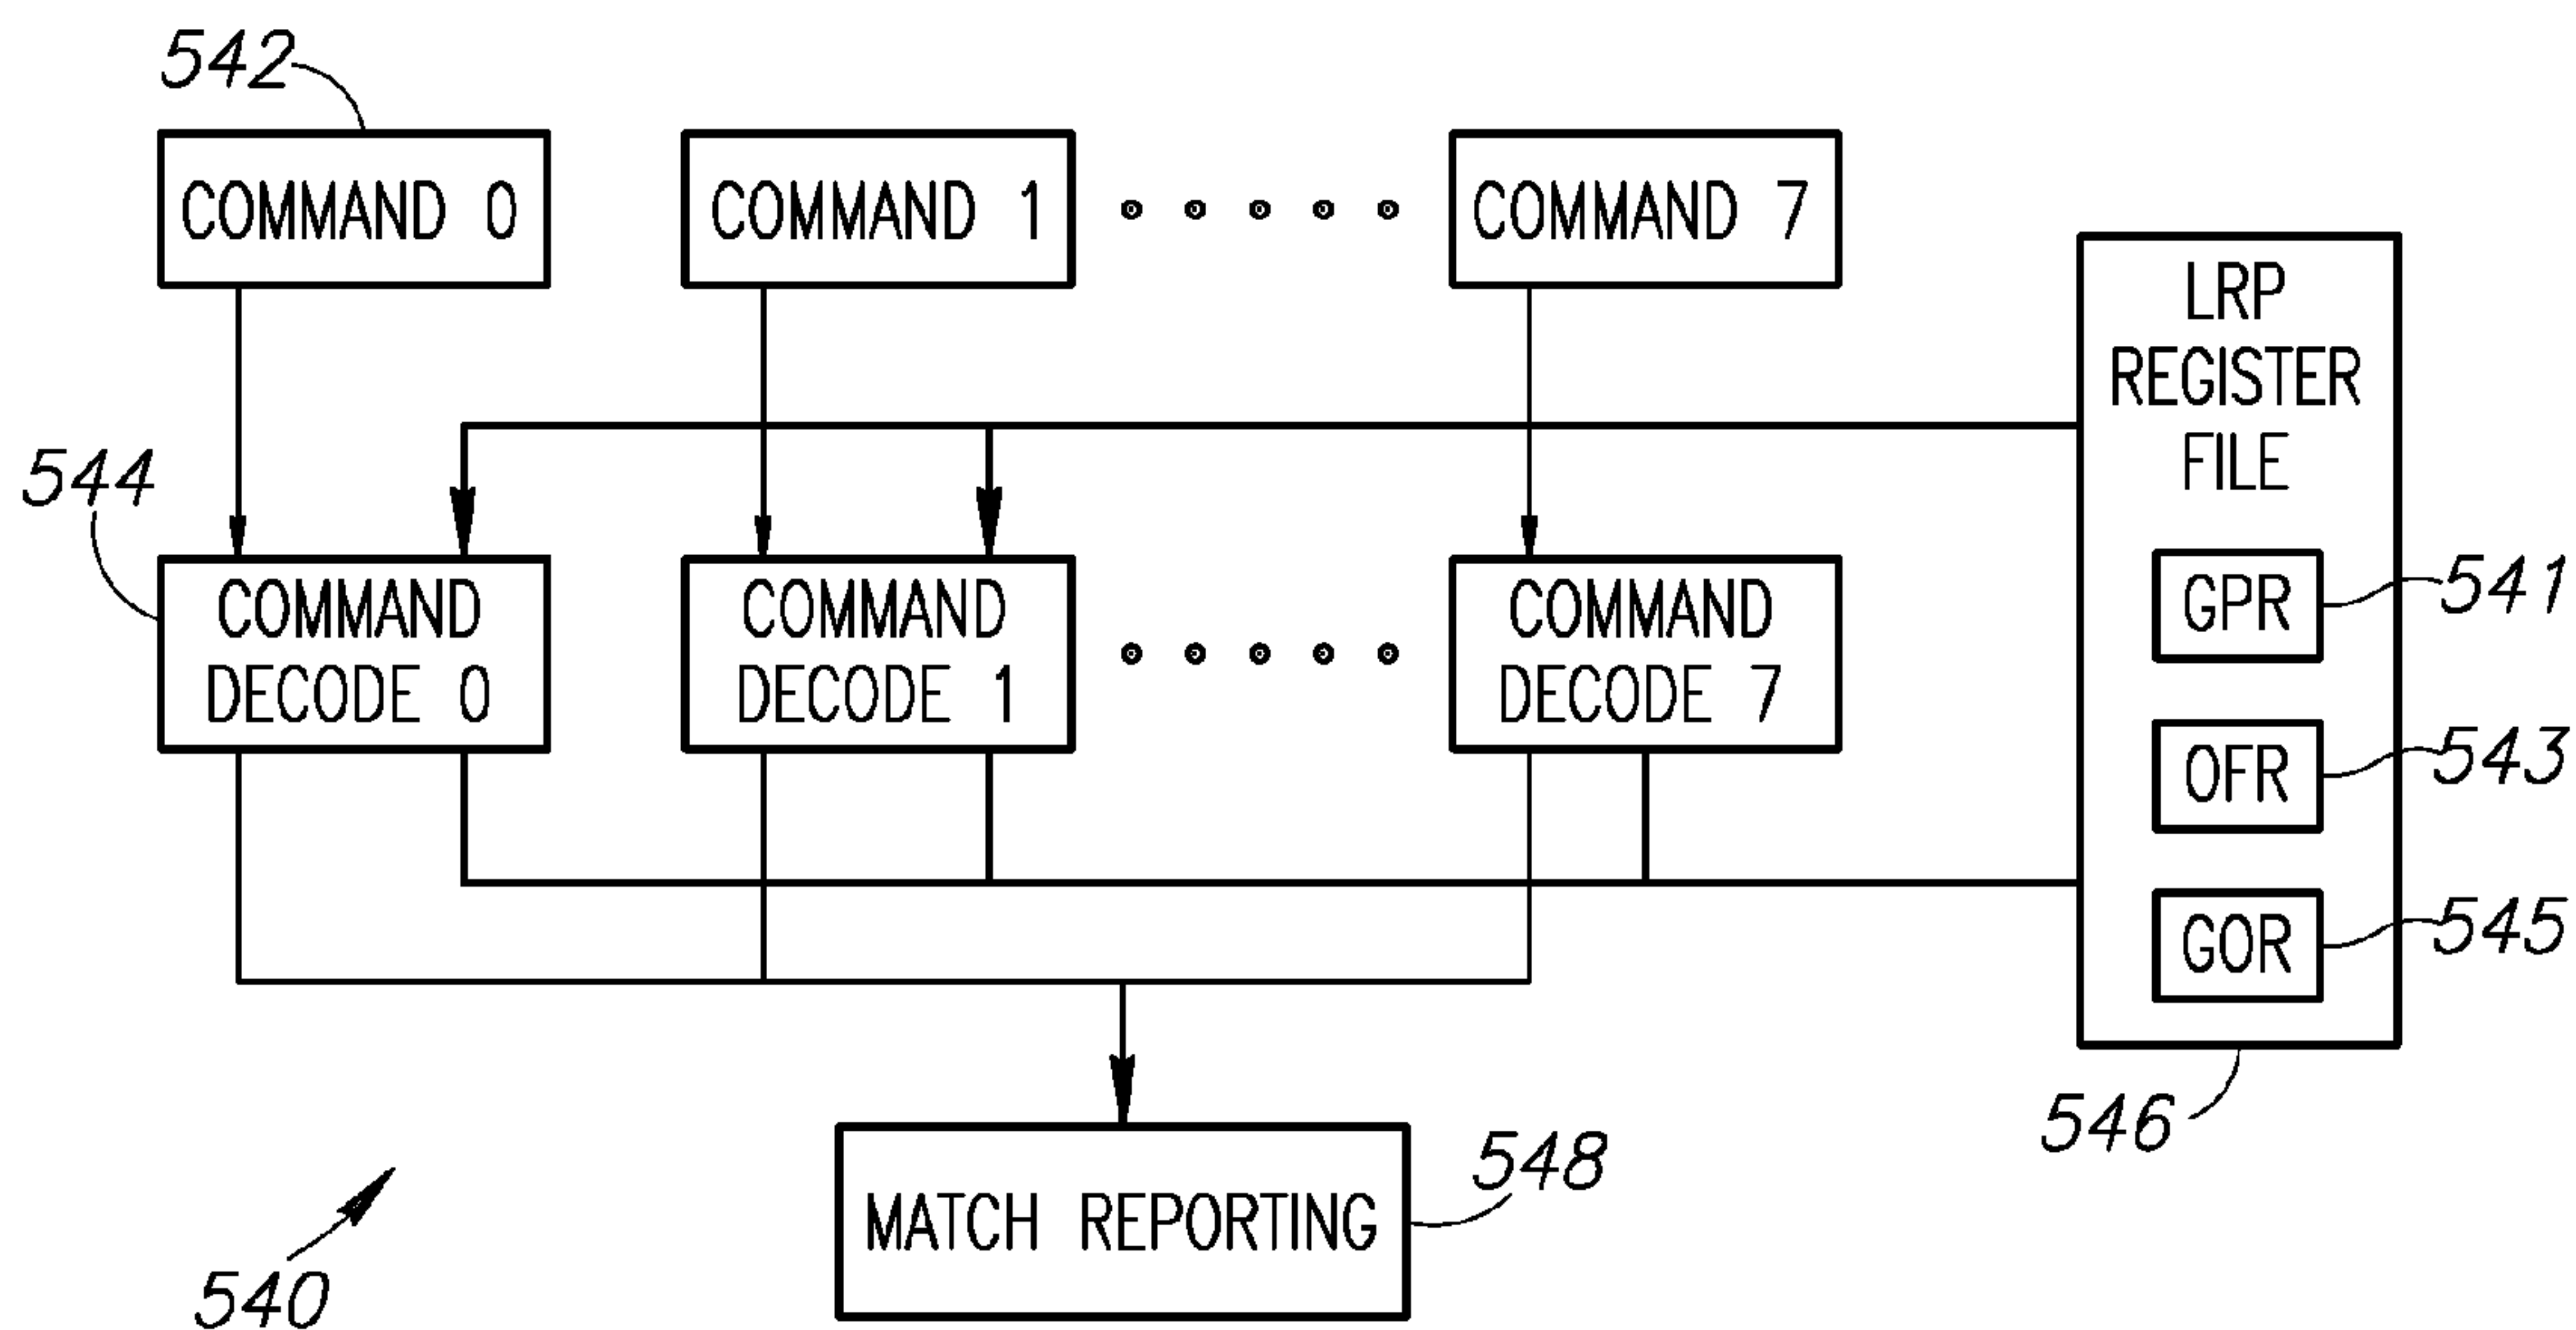 542
COMMAND 0
COMMAND 1
COMMAND 7
LRP
REGISTER
FILE
544
COMMAND
DECODE 0
COMMAND
DECODE 1
COMMAND
DECODE 7
GPR
541
OFR
543
GOR
545
546
MATCH REPORTING
548
540